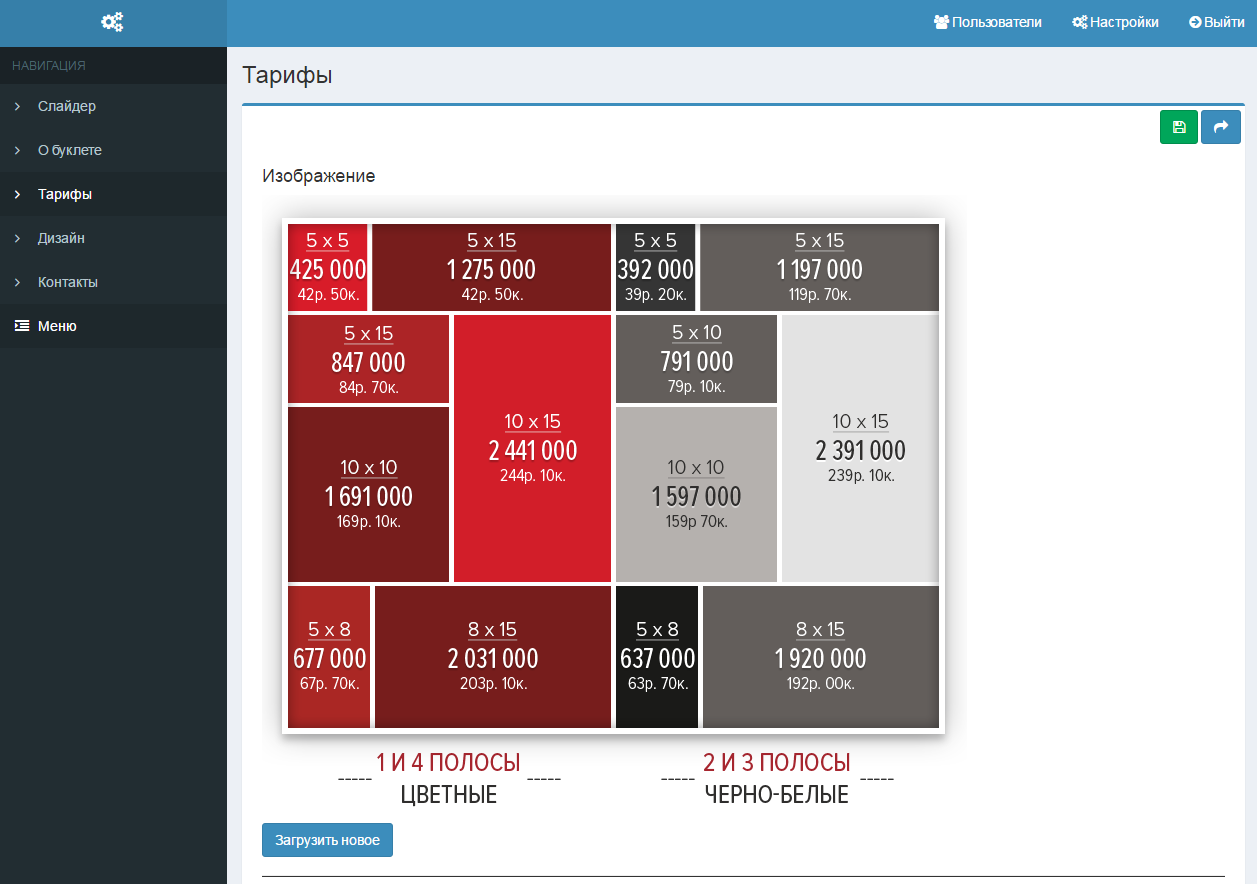 Пользователи
Настройки
Выйти
НАВИГАЦИЯ
Слайдер
О буклете
Тарифы
Дизайн
Контакты
Меню
Тарифы
Изображение
5 x 5
425 000
42р. 50к.
5 x 15
1 275 000
42р. 50к.
5 x 5
392 000
39р. 20к.
5 x 15
1 197 000
119р. 70к.
5 x 15
847 000
84р. 70к.
10 x 15
2 441 000
244р. 10к.
5 x 10
791 000
79р. 10к.
10 x 15
2 391 000
239р. 10к.
10 x 10
1 691 000
169р. 10к.
10 x 10
1 597 000
159р 70к.
5 x 8
677 000
67р. 70к.
8 x 15
2 031 000
203р. 10к.
5 x 8
637 000
63р. 70к.
8 x 15
1 920 000
192р. 00к.
----- 1 И 4 ПОЛОСЫ -----
ЦВЕТНЫЕ
----- 2 И 3 ПОЛОСЫ -----
ЧЕРНО-БЕЛЫЕ
Загрузить новое